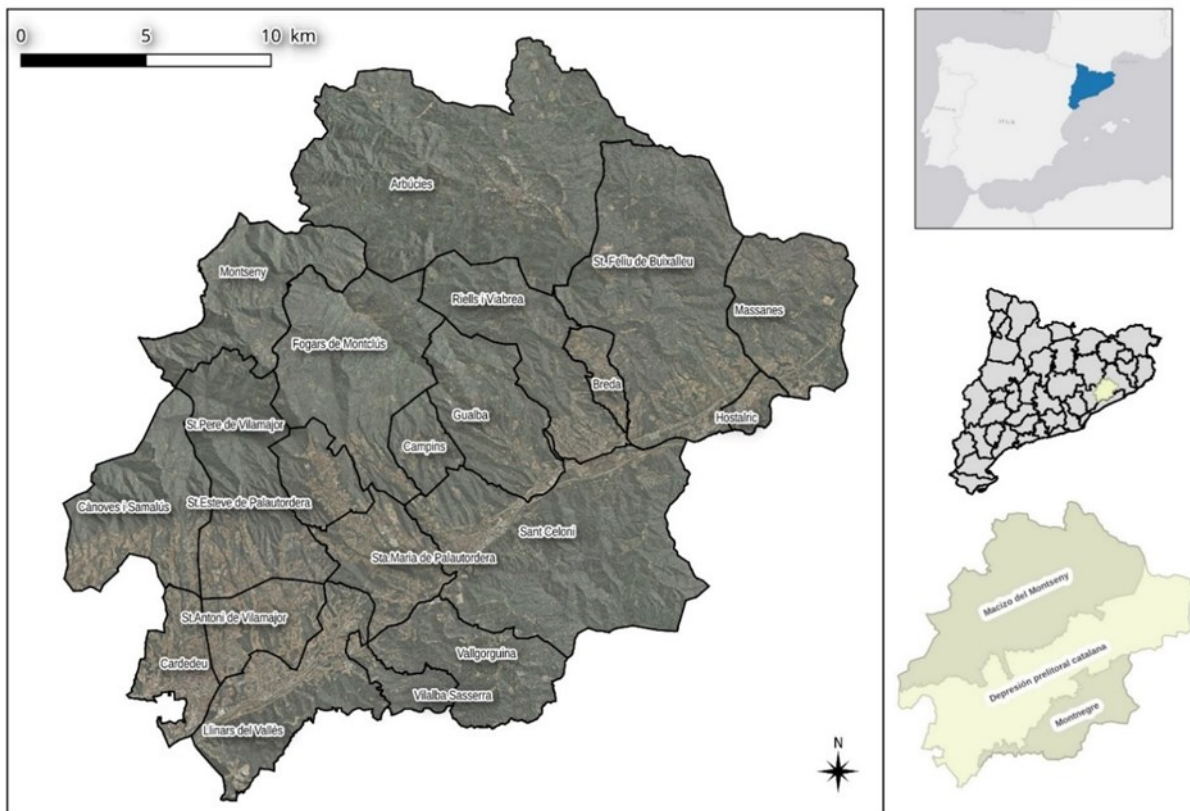 0 5 10 km
Arbúcies
St. Feliu de Buixalleu
Montseny
Riells i Viabrea
Massanes
Fogars de Montclús
Breda
Gualba
Hostalric
St.Pere de Vilamajor
Campins
Cànoves i Samalús
St.Esteve de Palautordera
Sant Celoni
Sta.Maria de Palautordera
St.Antoni de Vilamajor
Vallgorguina
Cardedeu
Vilalba Sasserra
Llinars del Vallès
N
Macizo del Montseny
Depresión prelitoral catalana
Montnegre